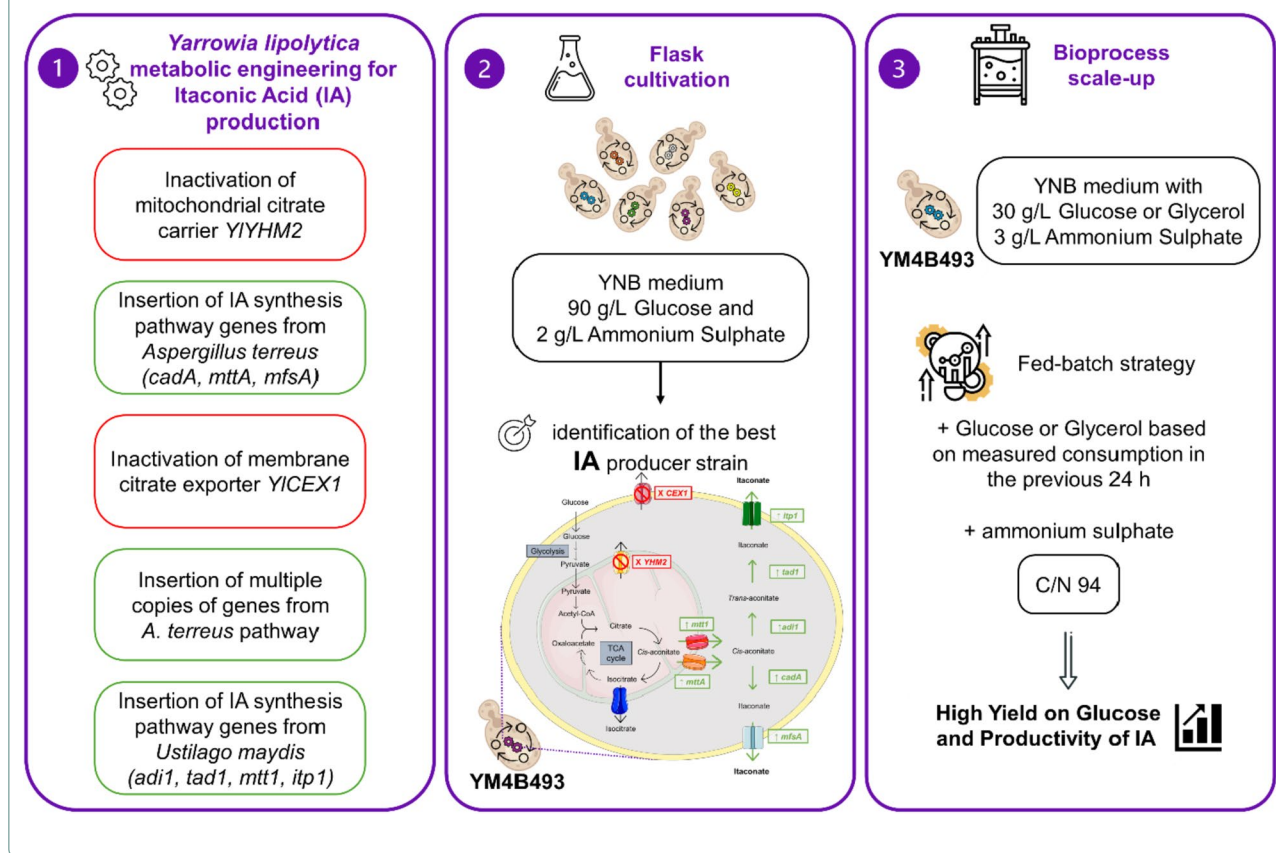 1
Yarrowia lipolytica
metabolic engineering for
Itaconic Acid (IA)
production
Inactivation of
mitochondrial citrate
carrier YlYHM2
Insertion of IA synthesis
pathway genes from
Aspergillus terreus
(cadA, mttA, mfsA)
Inactivation of membrane
citrate exporter YlCEX1
Insertion of multiple
copies of genes from
A. terreus pathway
Insertion of IA synthesis
pathway genes from
Ustilago maydis
(adi1, tad1, mtt1, itp1)
2
Flask
cultivation
YNB medium
90 g/L Glucose and
2 g/L Ammonium Sulphate
identification of the best
IA producer strain
X CEX1
Itaconate
Glucose
↑ Itp1
Glucose
Itaconate
Glycolysis
X YHM2
Pyruvate
↑ tad1
Pyruvate
Trans-aconitate
Acetyl-CoA
Citrate
↑ mtt1
↑adi1
Oxaloacetate
TCA
cycle
Cis-aconitate
Cis-aconitate
Isocitrate
↑ mttA
↑ cadA
Itaconate
Isocitrate
↑ mfsA
Itaconate
YM4B493
3
Bioprocess
scale-up
YNB medium with
30 g/L Glucose or Glycerol
3 g/L Ammonium Sulphate
YM4B493
Fed-batch strategy
+ Glucose or Glycerol based
on measured consumption in
the previous 24 h
+ ammonium sulphate
C/N 94
High Yield on Glucose
and Productivity of IA